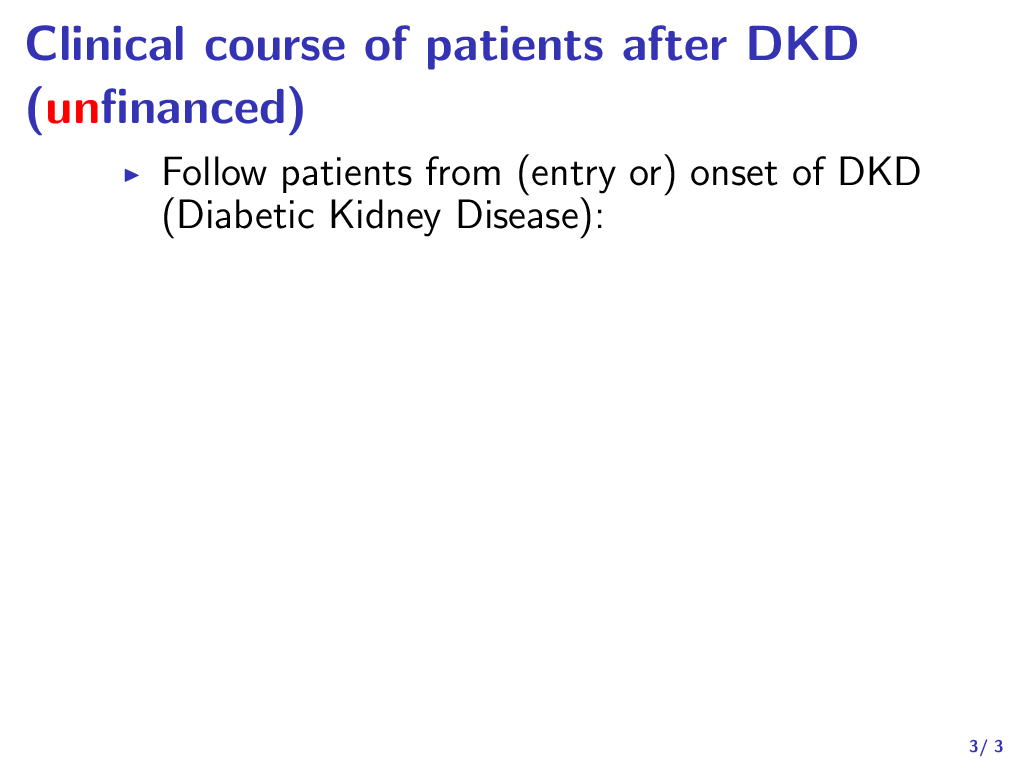 Clinical course of patients after DKD
(unfinanced)
▶ Follow patients from (entry or) onset of DKD
(Diabetic Kidney Disease):
3/ 3